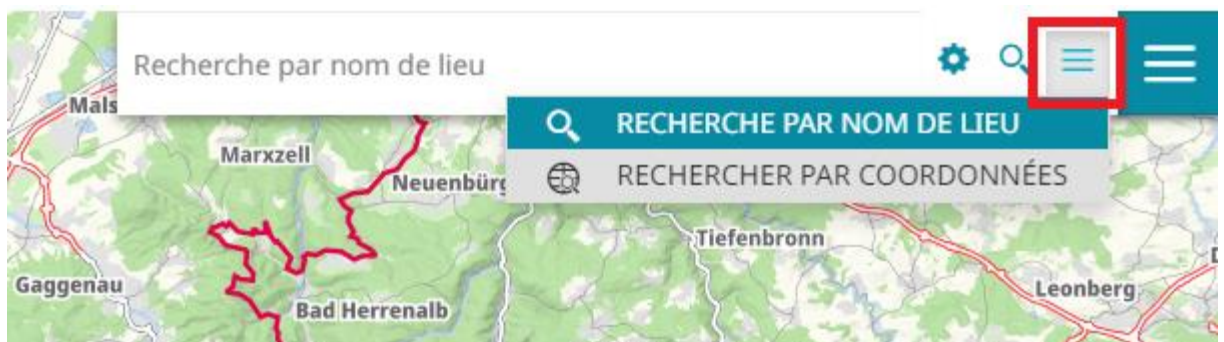 Recherche par nom de lieu
RECHERCHE PAR NOM DE LIEU
RECHERCHER PAR COORDONNÉES
Mals
Marxzell
Neuenbürg
Tiefenbronn
Gaggenau
Bad Herrenalb
Leonberg